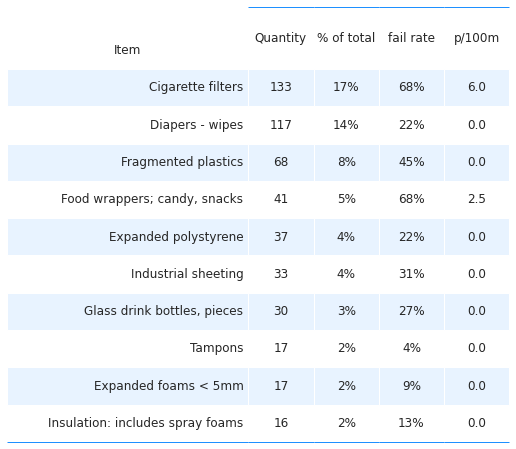 Item Quantity % of total fail rate p/100m
Cigarette filters 133 17% 68% 6.0
Diapers - wipes 117 14% 22% 0.0
Fragmented plastics 68 8% 45% 0.0
Food wrappers; candy, snacks 41 5% 68% 2.5
Expanded polystyrene 37 4% 22% 0.0
Industrial sheeting 33 4% 31% 0.0
Glass drink bottles, pieces 30 3% 27% 0.0
Tampons 17 2% 4% 0.0
Expanded foams < 5mm 17 2% 9% 0.0
Insulation: includes spray foams 16 2% 13% 0.0